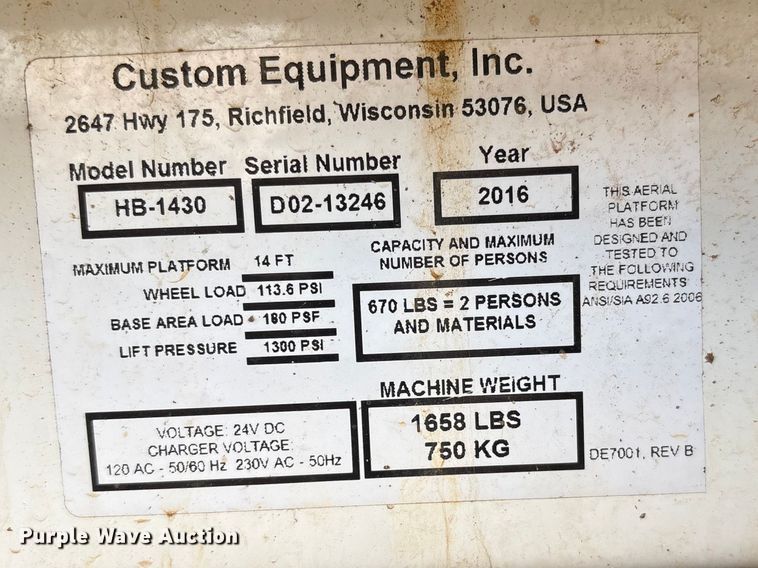 Custom Equipment, Inc.
2647 Hwy 175, Richfield, Wisconsin 53076, USA
Model Number Serial Number Year
HB-1430 D02-13246 2016
MAXIMUM PLATFORM 14 FT
WHEEL LOAD 113.6 PSI
BASE AREA LOAD 180 PSF
LIFT PRESSURE 1300 PSI
CAPACITY AND MAXIMUM
NUMBER OF PERSONS
670 LBS = 2 PERSONS
AND MATERIALS
THIS AERIAL
PLATFORM
HAS BEEN
DESIGNED AND
TESTED TO
THE FOLLOWING
REQUIREMENTS
ANSI/SIA A92.6 2006
MACHINE WEIGHT
1658 LBS
750 KG
VOLTAGE: 24V DC
CHARGER VOLTAGE:
120 AC - 50/60 Hz 230V AC - 50Hz
DE7001, REV B
Purple Wave Auction